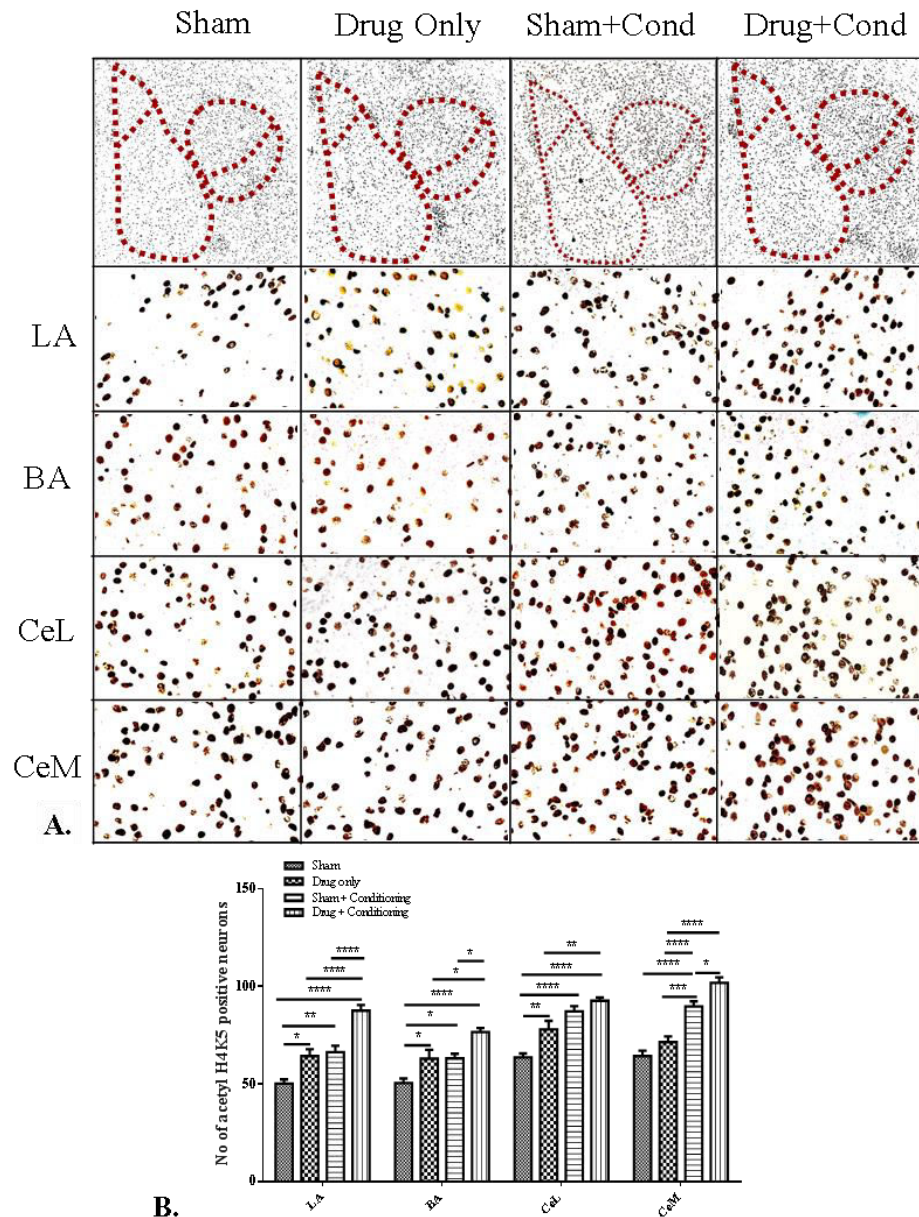 Sham Drug Only Sham+Cond Drug+Cond
LA
BA
CeL
CeM
A.
Sham
Drug only
Sham+ Conditioning
Drug + Conditioning
No of acetyl H4K5 positive neurons
150
100
50
0
* ** **** **** ****
* * **** * *
** **** **** **
*** **** **** **** *
LA BA CeL CeM
B.